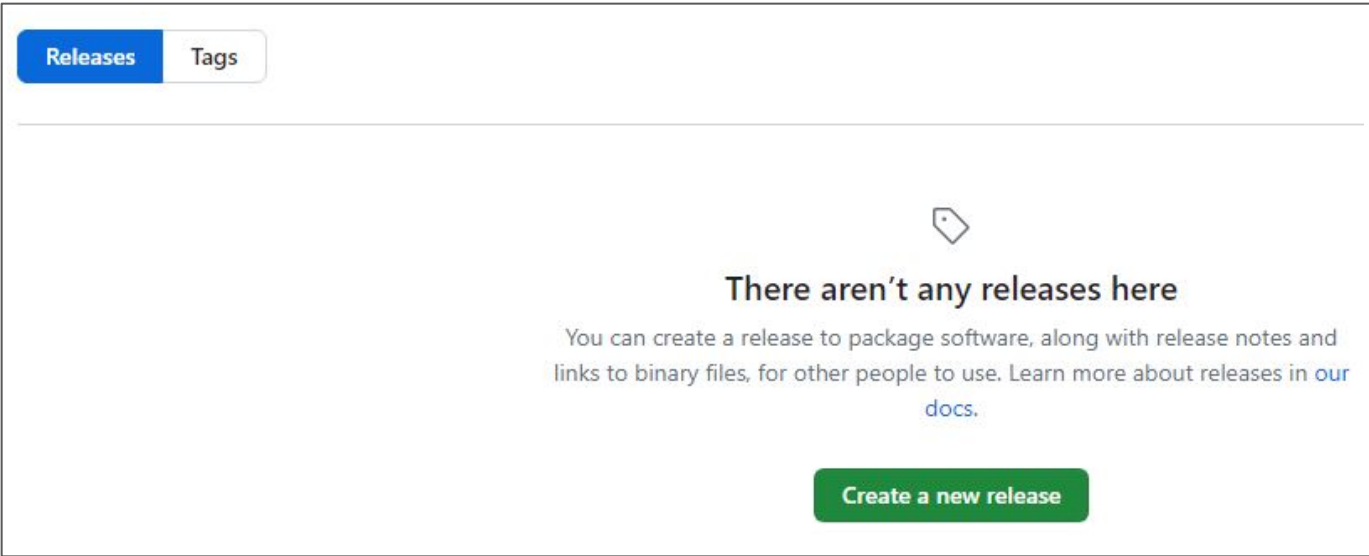 Releases Tags
There aren’t any releases here
You can create a release to package software, along with release notes and
links to binary files, for other people to use. Learn more about releases in our
docs.
Create a new release